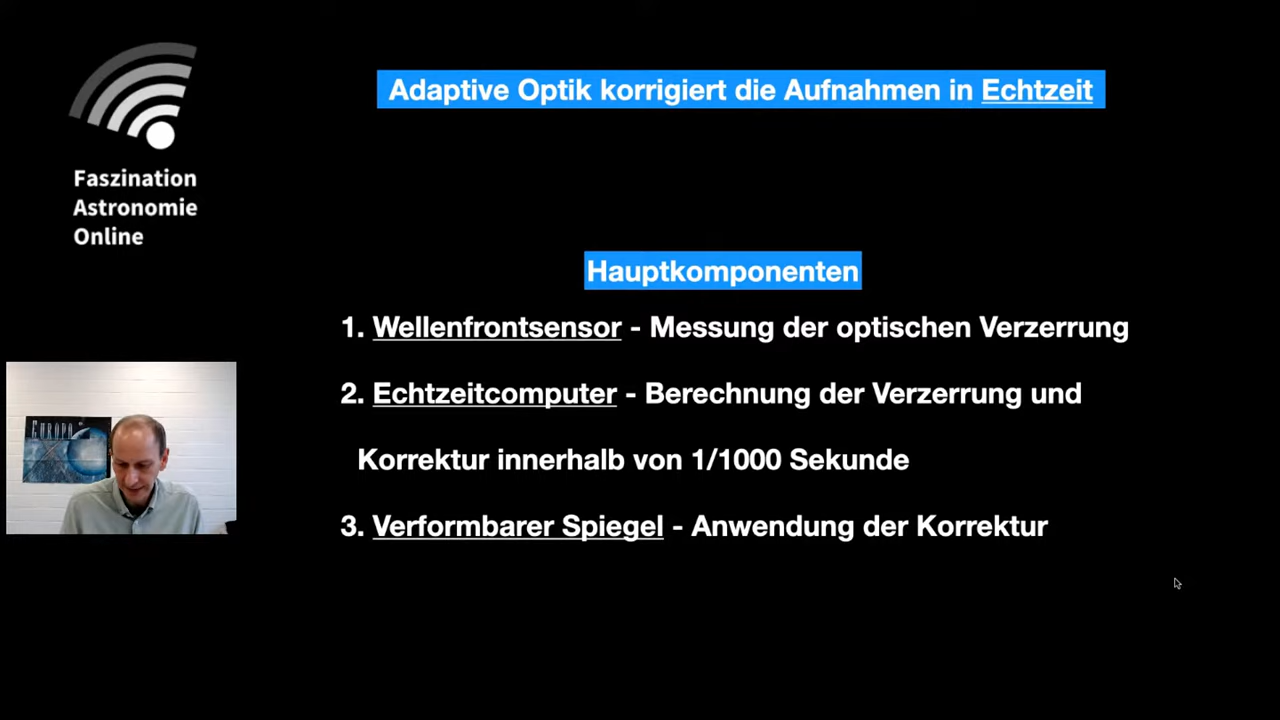 Adaptive Optik korrigiert die Aufnahmen in Echtzeit
Faszination
Astronomie
Online
Hauptkomponenten
1. Wellenfrontsensor - Messung der optischen Verzerrung
2. Echtzeitcomputer - Berechnung der Verzerrung und
Korrektur innerhalb von 1/1000 Sekunde
3. Verformbarer Spiegel - Anwendung der Korrektur
EUROPA